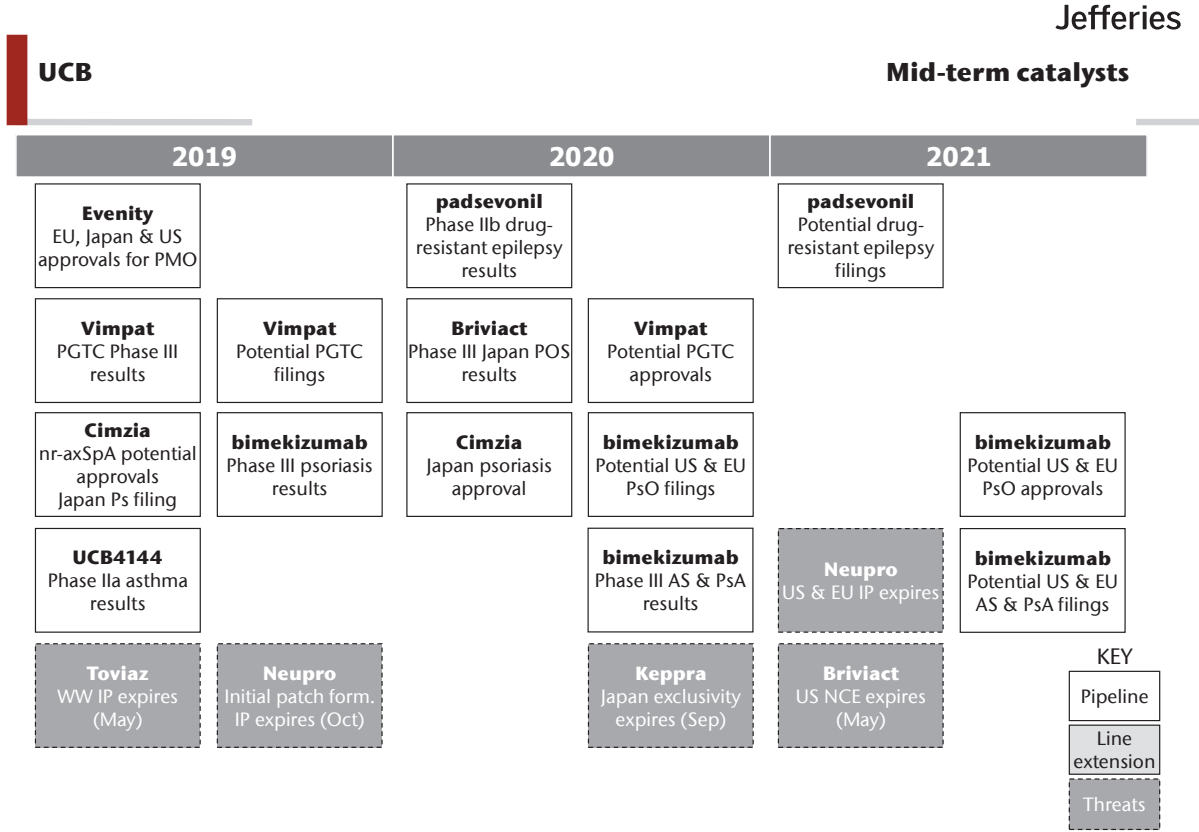 Jefferies
UCB
Mid-term catalysts
2019
2020
2021
Evenity
EU, Japan & US
approvals for PMO
padsevonil
Phase IIb drug-
resistant epilepsy
results
padsevonil
Potential drug-
resistant epilepsy
filings
Vimpat
PGTC Phase III
results
Vimpat
Potential PGTC
filings
Briviact
Phase III Japan POS
results
Vimpat
Potential PGTC
approvals
Cimzia
nr-axSpA potential
approvals
Japan Ps filing
bimekizumab
Phase III psoriasis
results
Cimzia
Japan psoriasis
approval
bimekizumab
Potential US & EU
PsO filings
bimekizumab
Potential US & EU
PsO approvals
UCB4144
Phase IIa asthma
results
bimekizumab
Phase III AS & PsA
results
Neupro
US & EU IP expires
bimekizumab
Potential US & EU
AS & PsA filings
Toviaz
WW IP expires
(May)
Neupro
Initial patch form.
IP expires (Oct)
Keppra
Japan exclusivity
expires (Sep)
Briviact
US NCE expires
(May)
KEY
Pipeline
Line
extension
Threats